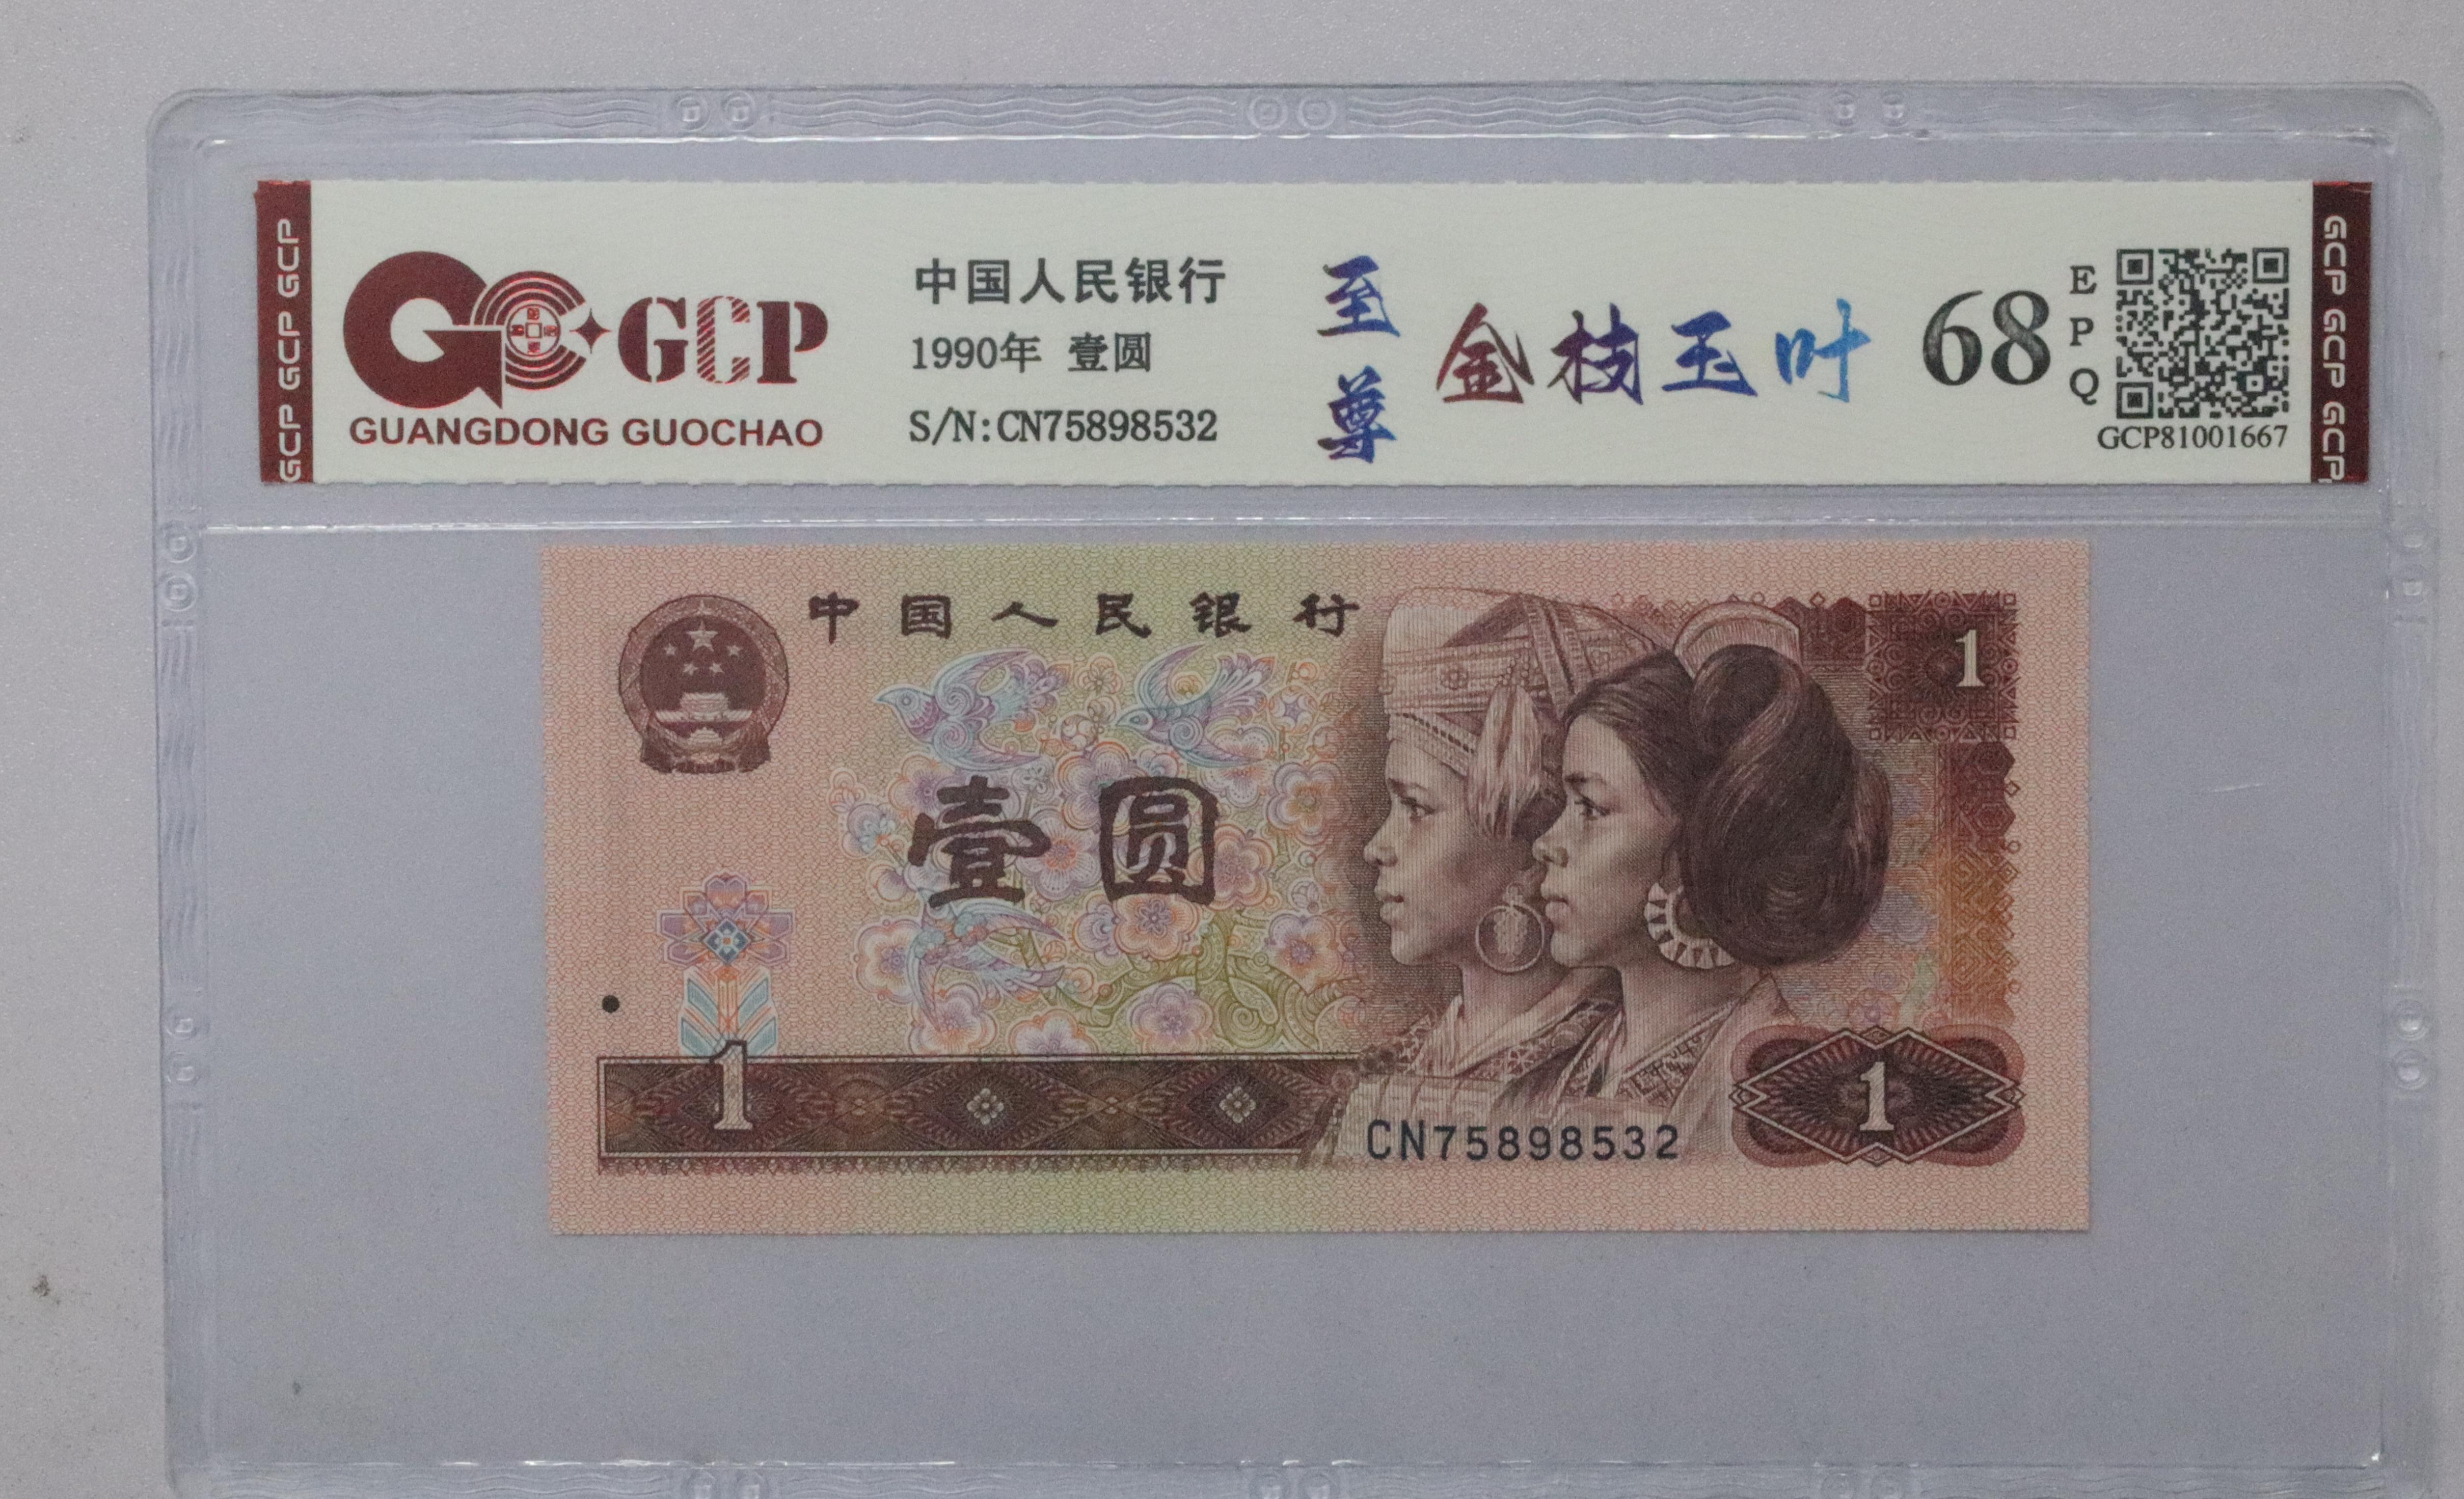 GCP GCP GCP
GCP
GUANGDONG GUOCHAO
中国人民银行
1990年 壹圆
S/N:CN75898532
至尊
金枝玉叶
68
EPQ
GCP81001667
GCP GCP GCP
中国人民银行
1
壹圆
1
CN75898532
1